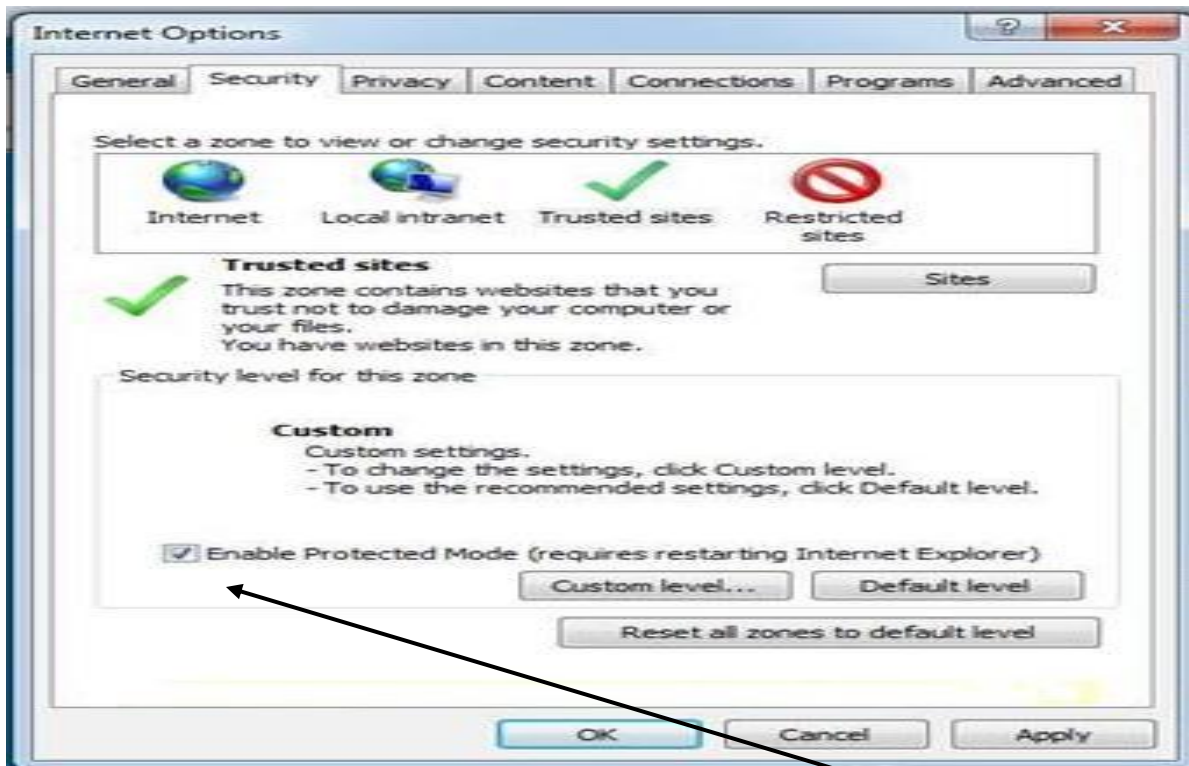 Internet Options
General Security Privacy Content Connections Programs Advanced
Select a zone to view or change security settings.
Internet Local intranet Trusted sites Restricted sites
Trusted sites
Sites
This zone contains websites that you
trust not to damage your computer or
your files.
You have websites in this zone.
Security level for this zone
Custom
Custom settings.
- To change the settings, click Custom level.
- To use the recommended settings, click Default level.
Enable Protected Mode (requires restarting Internet Explorer)
Custom level... Default level
Reset all zones to default level
OK Cancel Apply